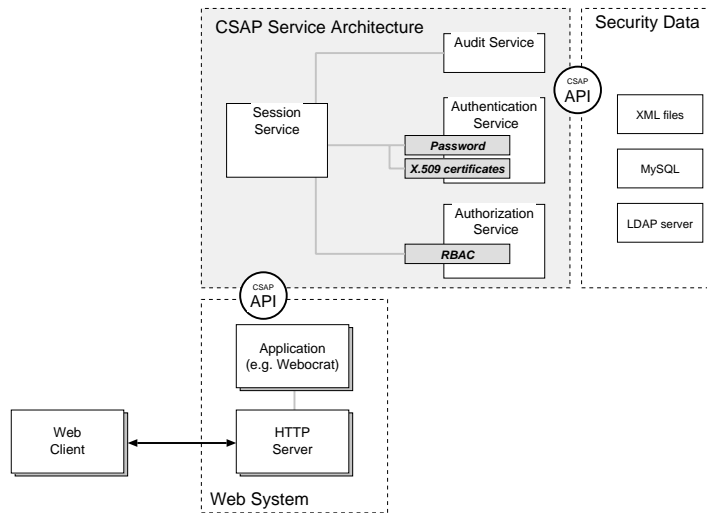 CSAP Service Architecture
Security Data
Audit Service
CSAP
API
Session
Service
Authentication
Service
Password
X.509 certificates
XML files
MySQL
LDAP server
Authorization
Service
RBAC
CSAP
API
Application
(e.g. Webocrat)
Web
Client
HTTP
Server
Web System